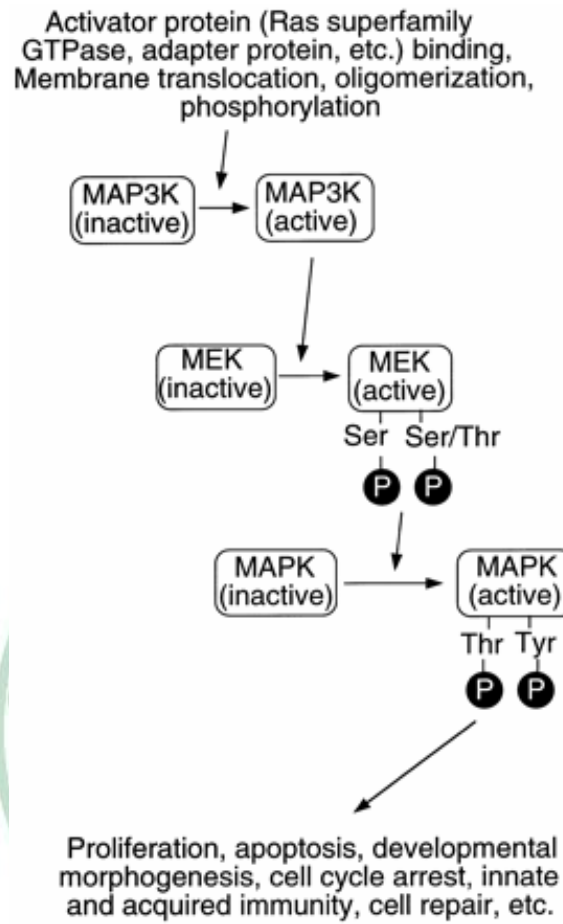 Activator protein (Ras superfamily
GTPase, adapter protein, etc.) binding,
Membrane translocation, oligomerization,
phosphorylation
MAP3K (inactive)
MAP3K (active)
MEK (inactive)
MEK (active)
Ser Ser/Thr
P P
MAPK (inactive)
MAPK (active)
Thr Tyr
P P
Proliferation, apoptosis, developmental
morphogenesis, cell cycle arrest, innate
and acquired immunity, cell repair, etc.